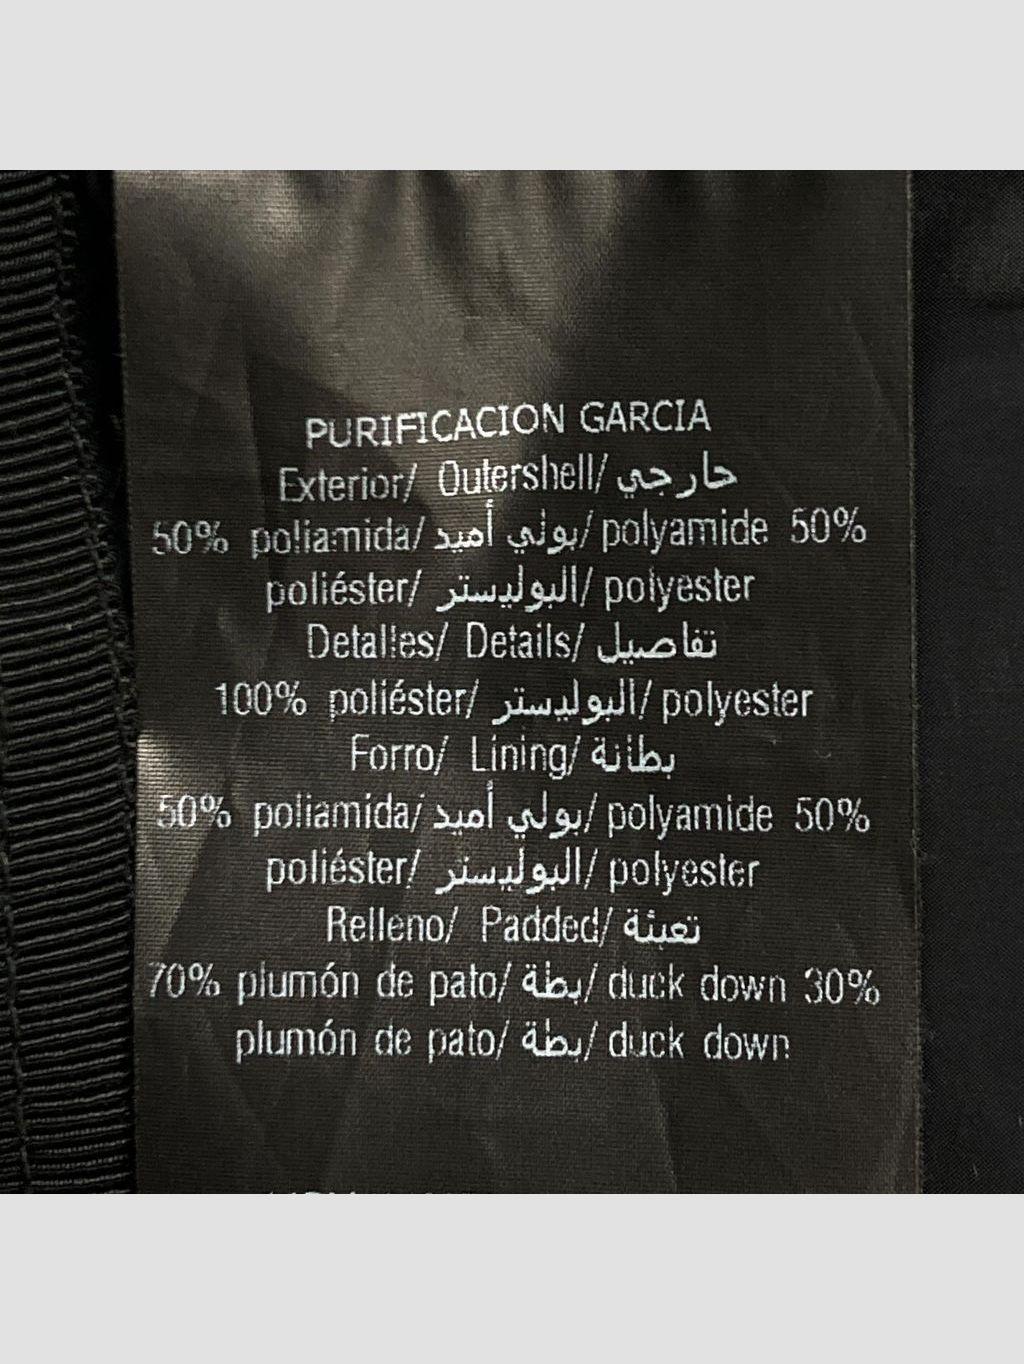 PURIFICACION GARCIA
Exterior/ Outershell/ حارجي
50% poliamida/ بولي أميد/ polyamide 50%
poliéster/ البوليستر/ polyester
Detalles/ Details/ تفاصيل
100% poliéster/ البوليستر/ polyester
Forro/ Lining/ بطانة
50% poliamida/ بولي أميد/ polyamide 50%
poliéster/ البوليستر/ polyester
Relleno/ Padded/ تعبئة
70% plumón de pato/ بطة/ duck down 30%
plumón de pato/ بطة/ duck down